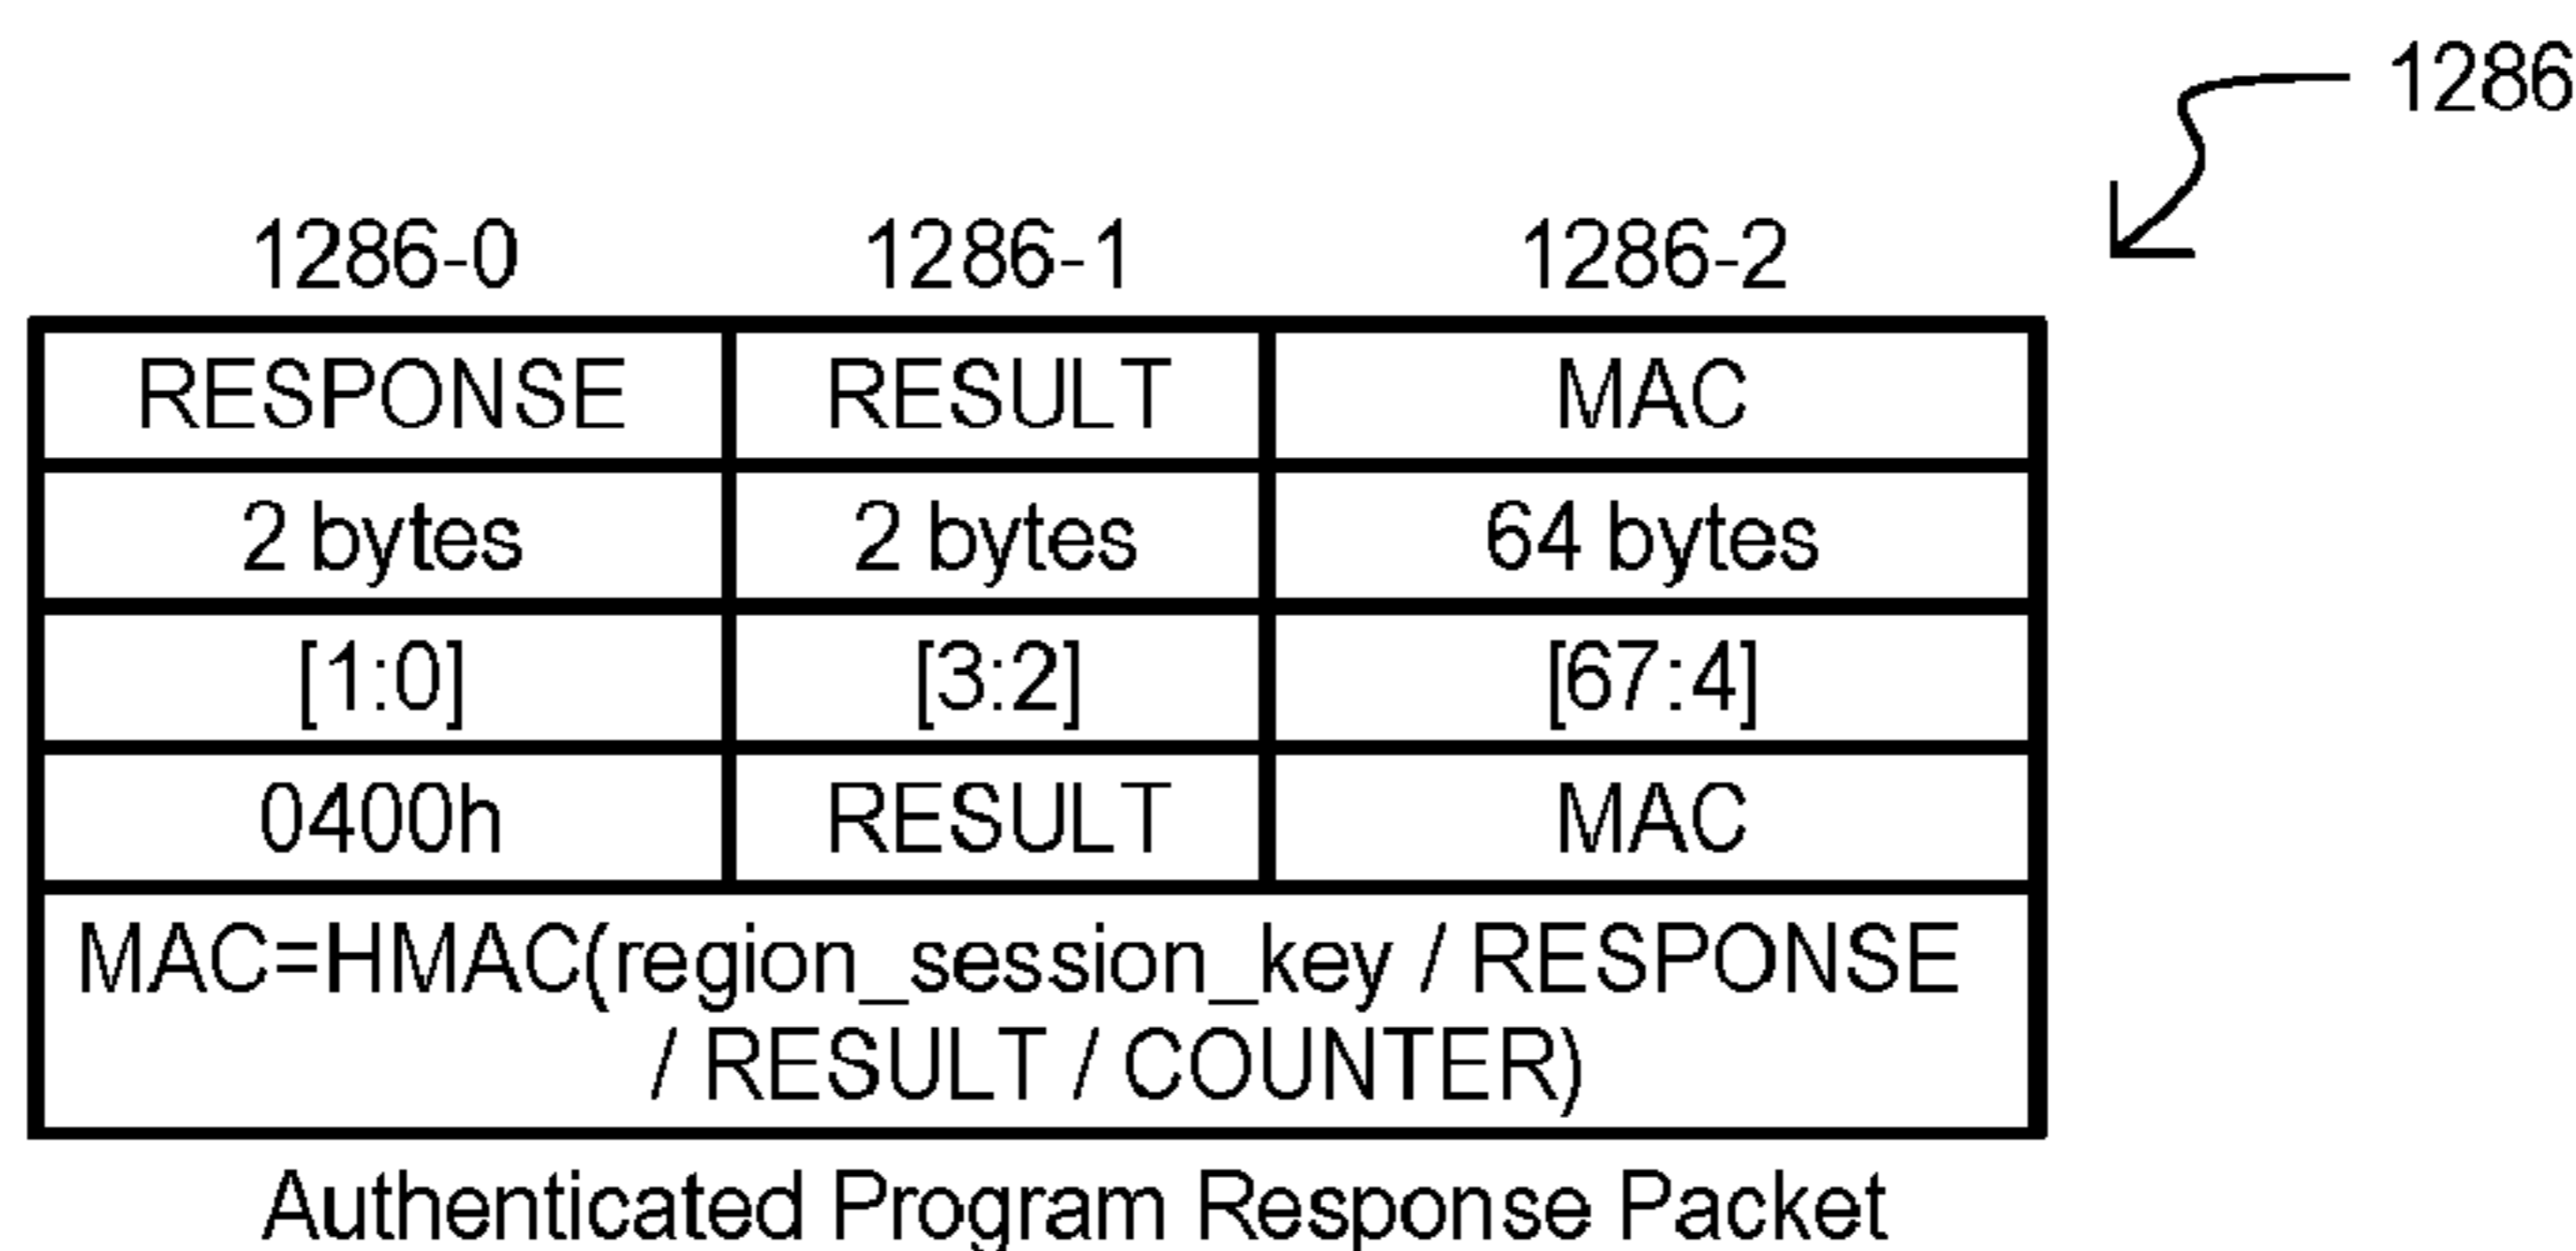 1286
1286-0 1286-1 1286-2
RESPONSE RESULT MAC
2 bytes 2 bytes 64 bytes
[1:0] [3:2] [67:4]
0400h RESULT MAC
MAC=HMAC(region_session_key / RESPONSE
/ RESULT / COUNTER)
Authenticated Program Response Packet